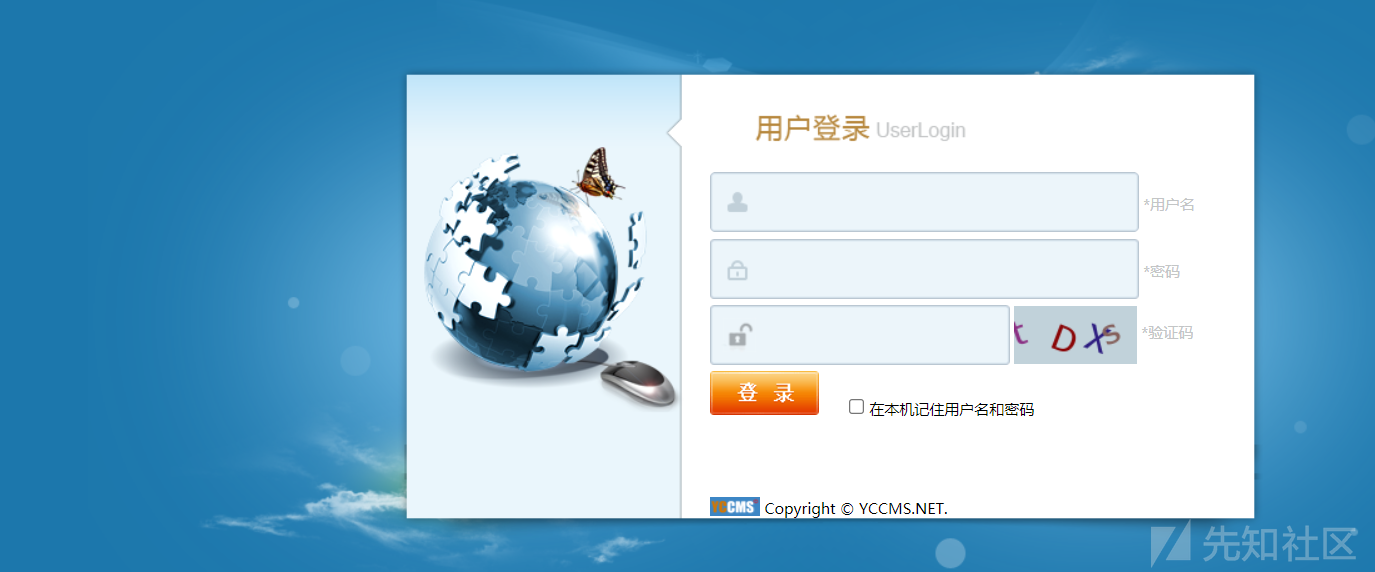 用户登录 UserLogin
*用户名
*密码
t DXS *验证码
登 录
在本机记住用户名和密码
YCCMS Copyright © YCCMS.NET.
先知社区